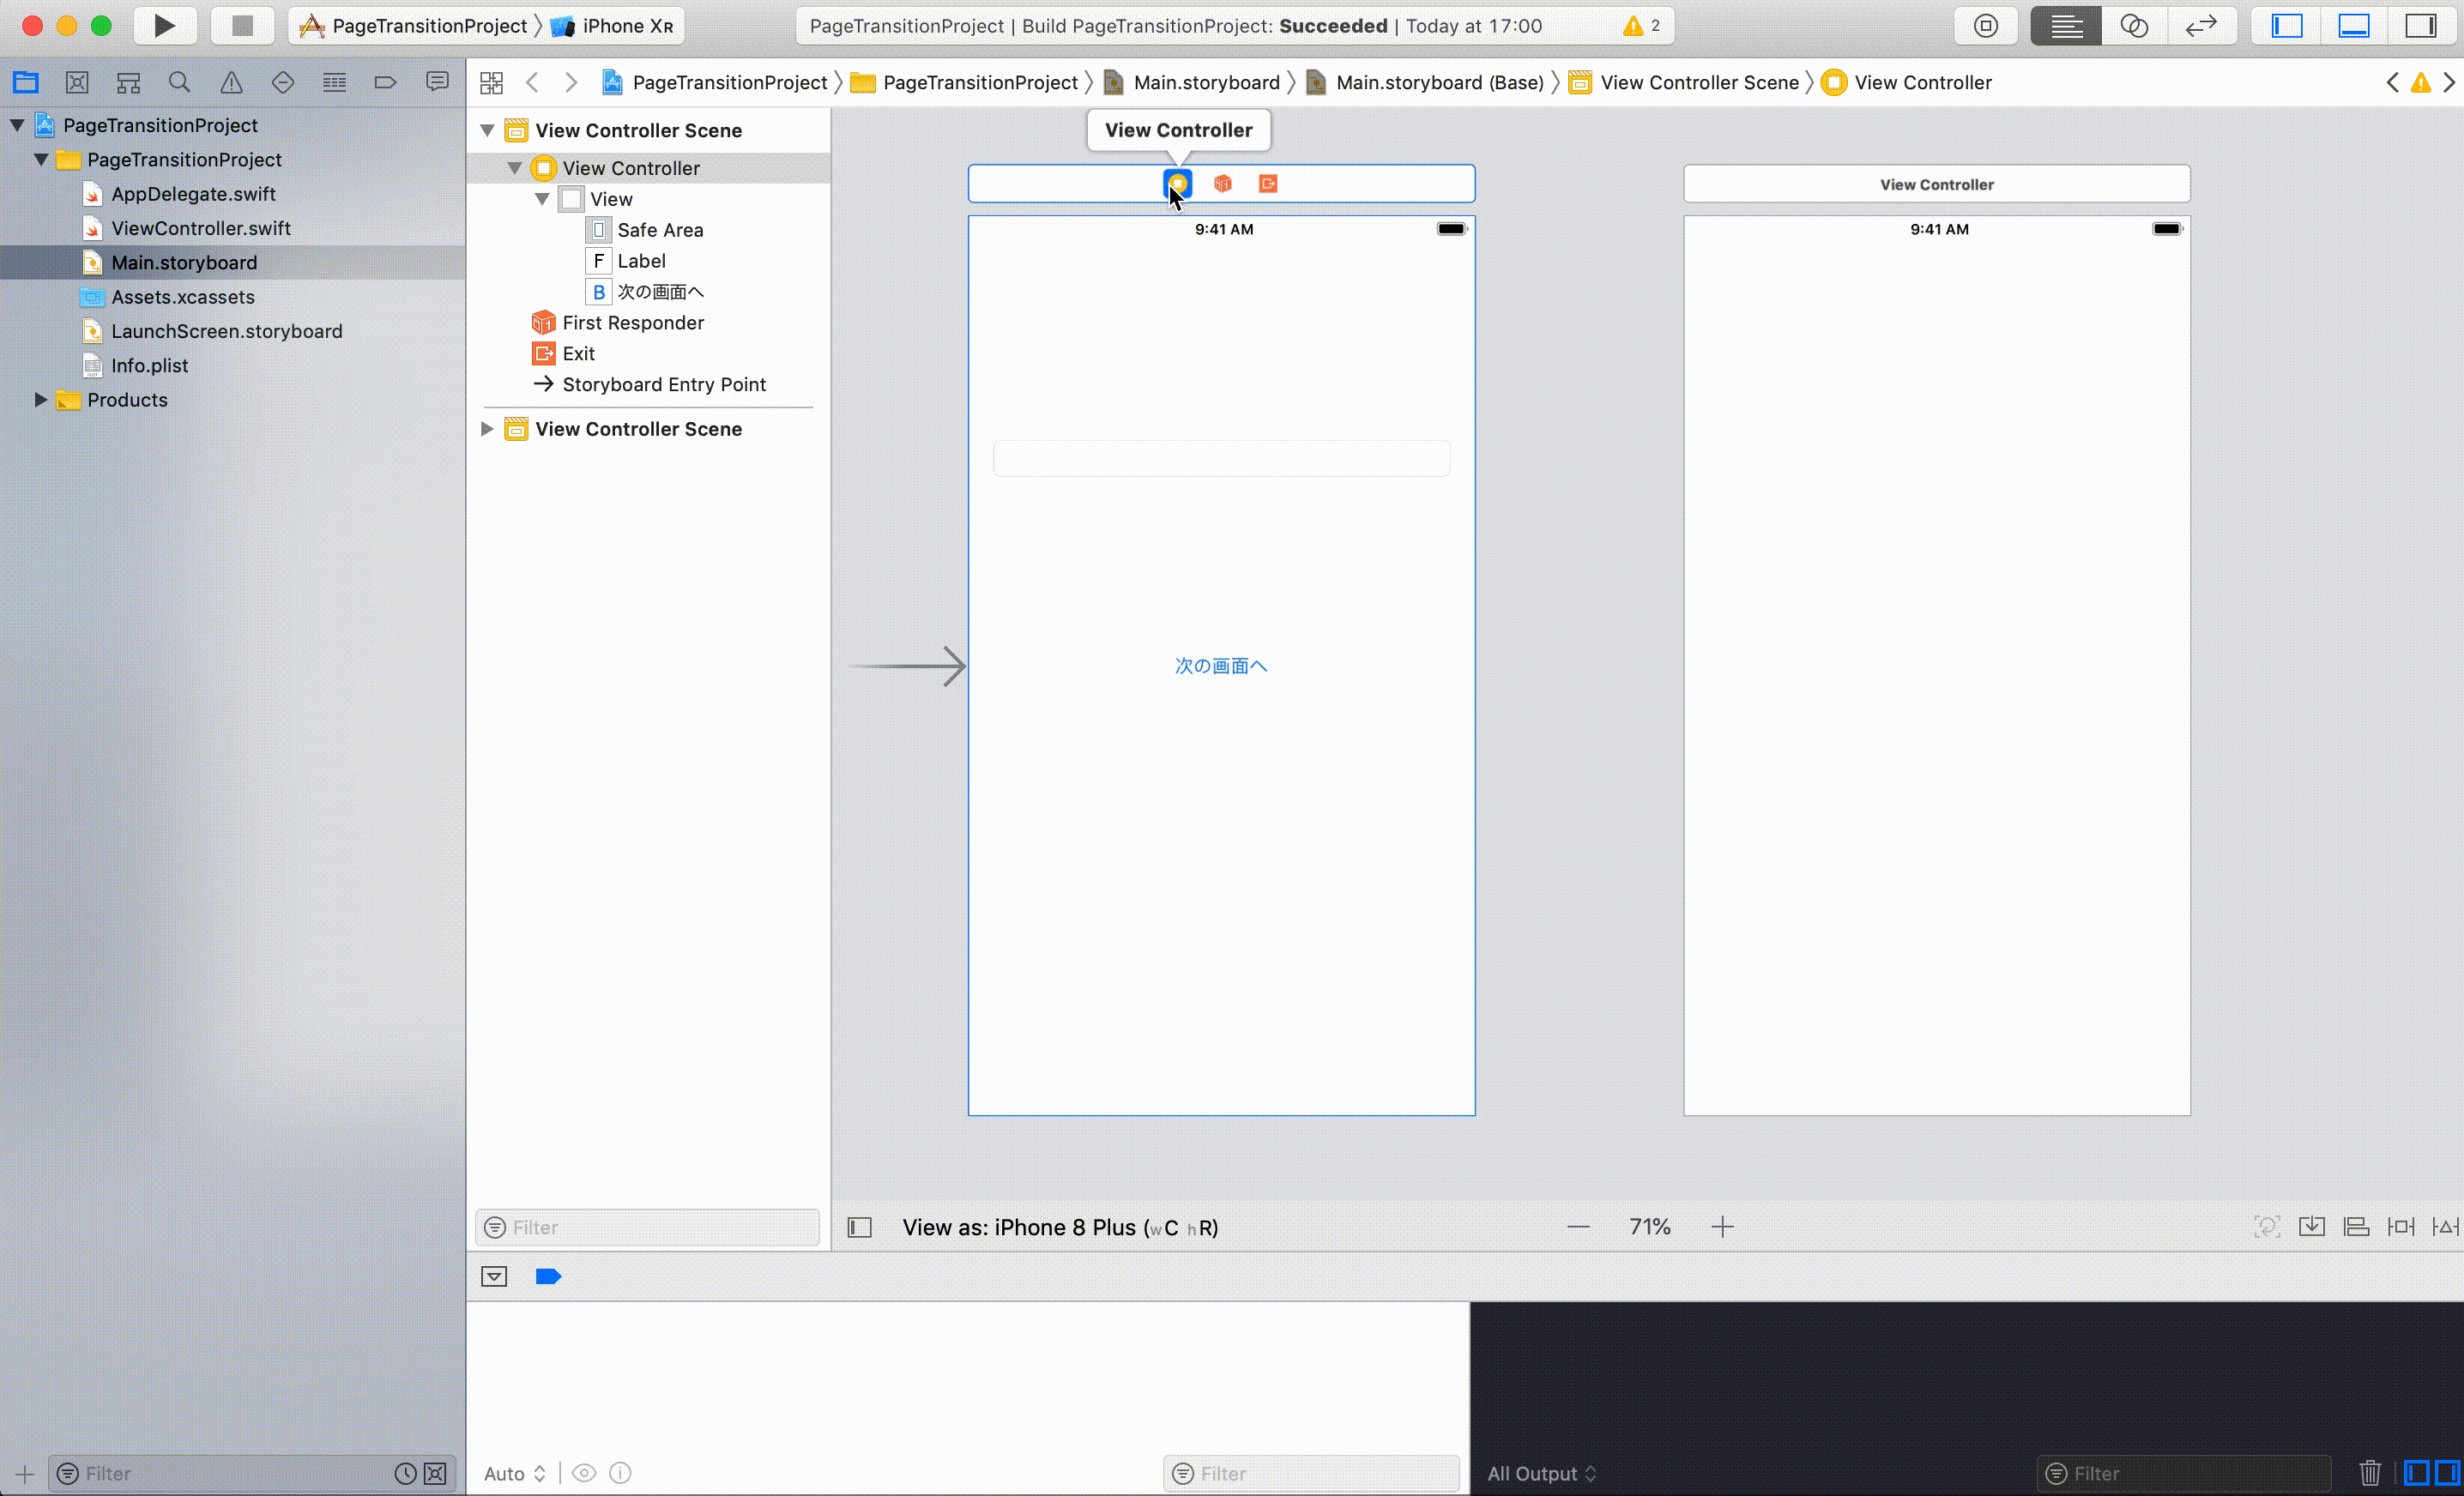 PageTransitionProject 〉 iPhone XR
PageTransitionProject | Build PageTransitionProject: Succeeded | Today at 17:00
2
PageTransitionProject 〉 PageTransitionProject 〉 Main.storyboard 〉 Main.storyboard (Base) 〉 View Controller Scene 〉 View Controller
PageTransitionProject
PageTransitionProject
AppDelegate.swift
ViewController.swift
Main.storyboard
Assets.xcassets
LaunchScreen.storyboard
Info.plist
Products
View Controller Scene
View Controller
View
Safe Area
F Label
B 次の画面へ
First Responder
Exit
Storyboard Entry Point
View Controller Scene
View Controller
9:41 AM
次の画面へ
View Controller
9:41 AM
Filter
View as: iPhone 8 Plus (wC hR)
71%
Filter
Auto
Filter
All Output
Filter